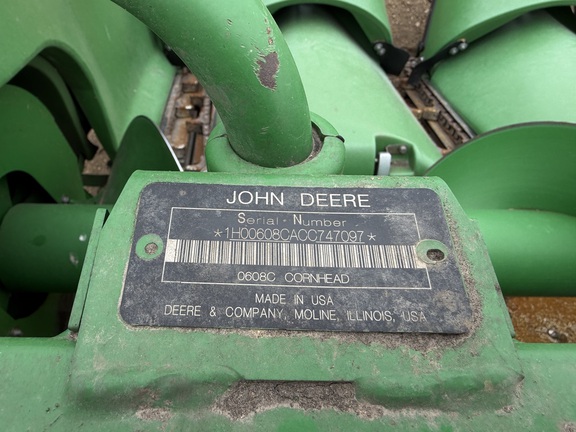 JOHN DEERE
Serial - Number
*1H00608CACC747097*
0608C CORNHEAD
MADE IN USA
DEERE & COMPANY, MOLINE, ILLINOIS, USA